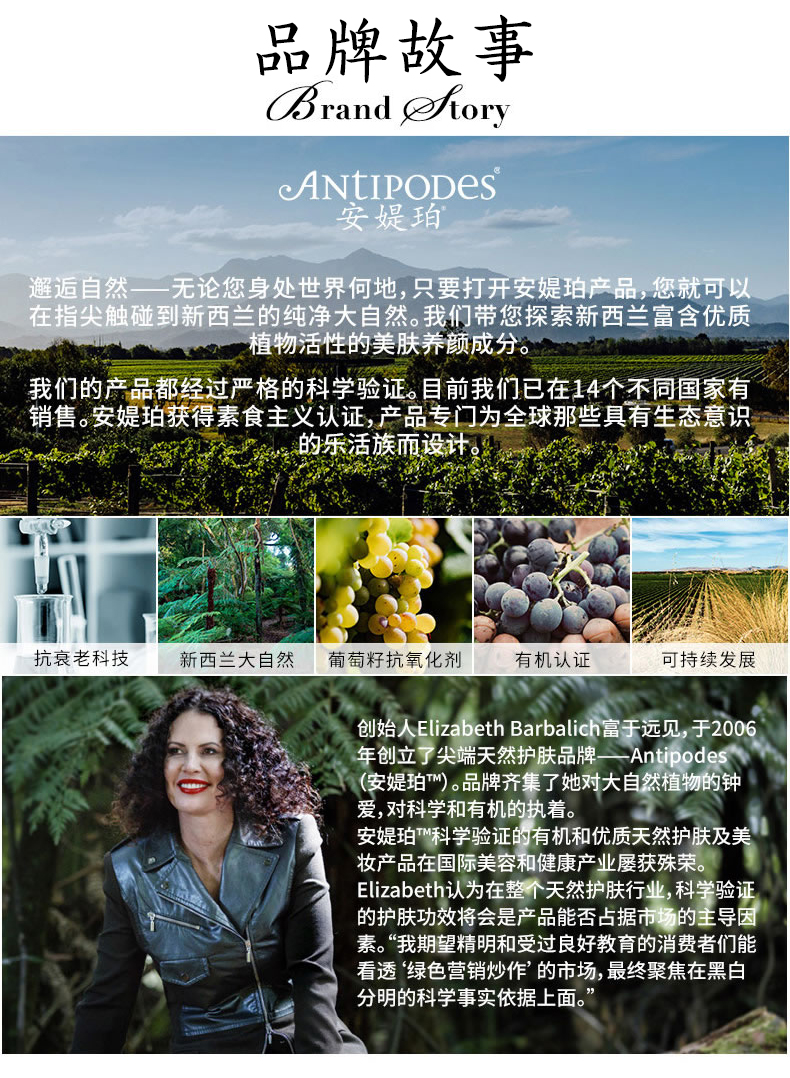 品牌故事
Brand Story
ANTIPODES®
安媞珀®
邂逅自然——无论您身处世界何地，只要打开安媞珀产品，您就可以
在指尖触碰到新西兰的纯净大自然。我们带您探索新西兰富含优质
植物活性的美肤养颜成分。
我们的产品都经过严格的科学验证。目前我们已在14个不同国家有
销售。安媞珀获得素食主义认证，产品专门为全球那些具有生态意识
的乐活族而设计。
抗衰老科技
新西兰大自然
葡萄籽抗氧化剂
有机认证
可持续发展
创始人Elizabeth Barbalich富于远见，于2006
年创立了尖端天然护肤品牌——Antipodes
（安媞珀™）。品牌齐集了她对大自然植物的钟
爱，对科学和有机的执着。
安媞珀™科学验证的有机和优质天然护肤及美
妆产品在国际美容和健康产业屡获殊荣。
Elizabeth认为在整个天然护肤行业，科学验证
的护肤功效将会是产品能否占据市场的主导因
素。“我期望精明和受过良好教育的消费者们能
看透‘绿色营销炒作’的市场，最终聚焦在黑白
分明的科学事实依据上面。”